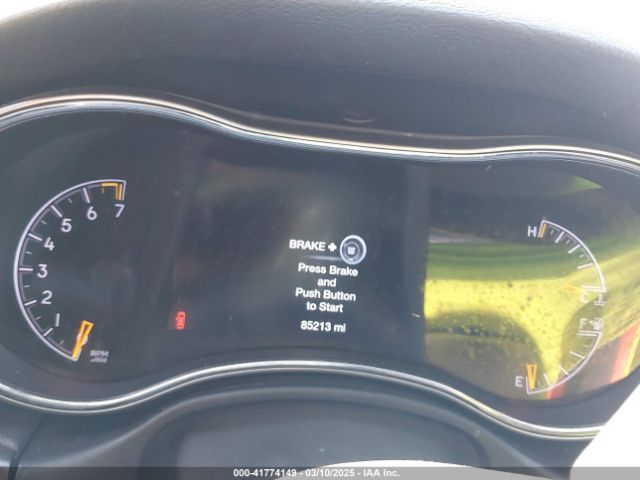 7
6
5
4
3
2
1
RPM
BRAKE +
Press Brake
and
Push Button
to Start
85213 mi
H
C
F
E
000-41774149 - 03/10/2025 - IAA Inc.